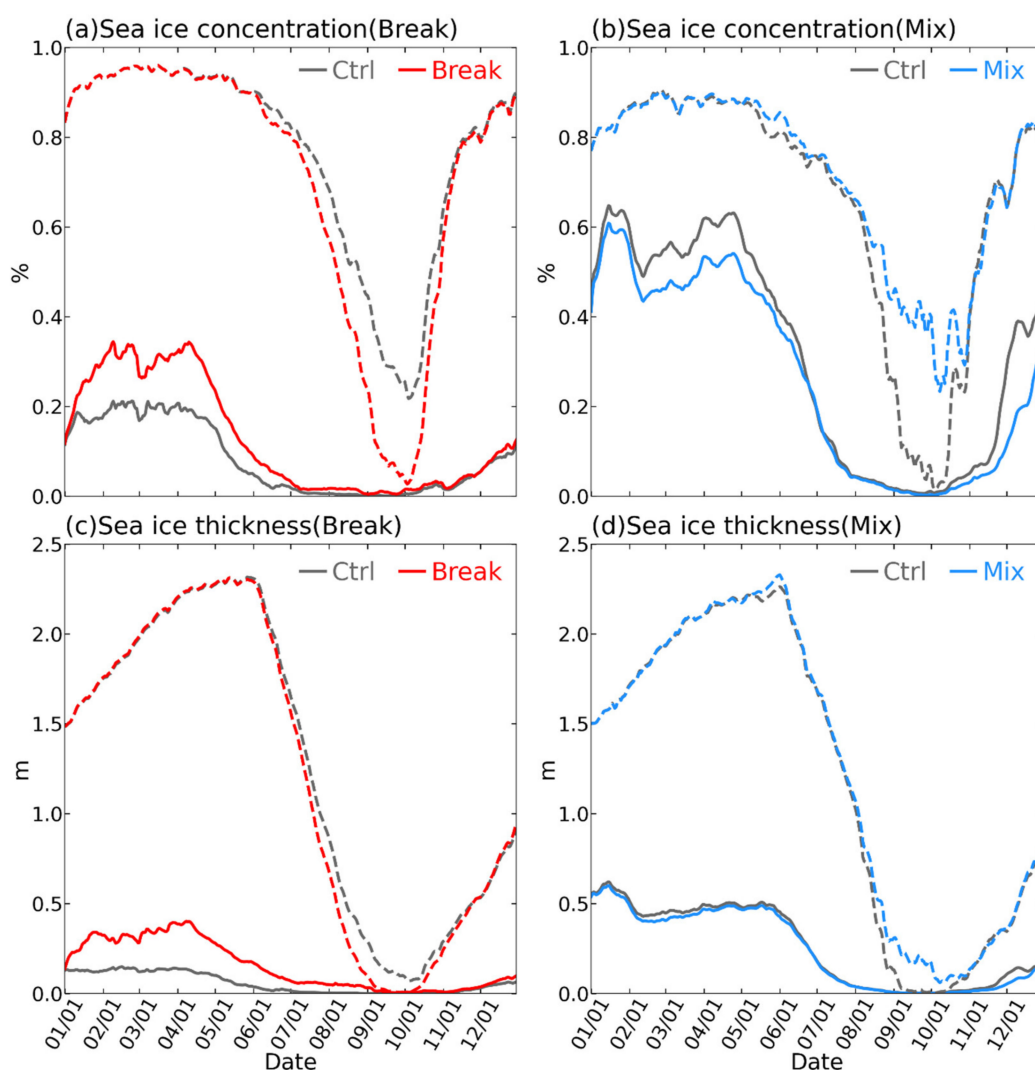 (a)Sea ice concentration(Break)
Ctrl Break
1.0
0.8
0.6
0.4
0.2
0.0
%
(b)Sea ice concentration(Mix)
Ctrl Mix
1.0
0.8
0.6
0.4
0.2
0.0
%
(c)Sea ice thickness(Break)
Ctrl Break
2.5
2.0
1.5
1.0
0.5
0.0
m
01/01 02/01 03/01 04/01 05/01 06/01 07/01 08/01 09/01 10/01 11/01 12/01
Date
(d)Sea ice thickness(Mix)
Ctrl Mix
2.5
2.0
1.5
1.0
0.5
0.0
m
01/01 02/01 03/01 04/01 05/01 06/01 07/01 08/01 09/01 10/01 11/01 12/01
Date